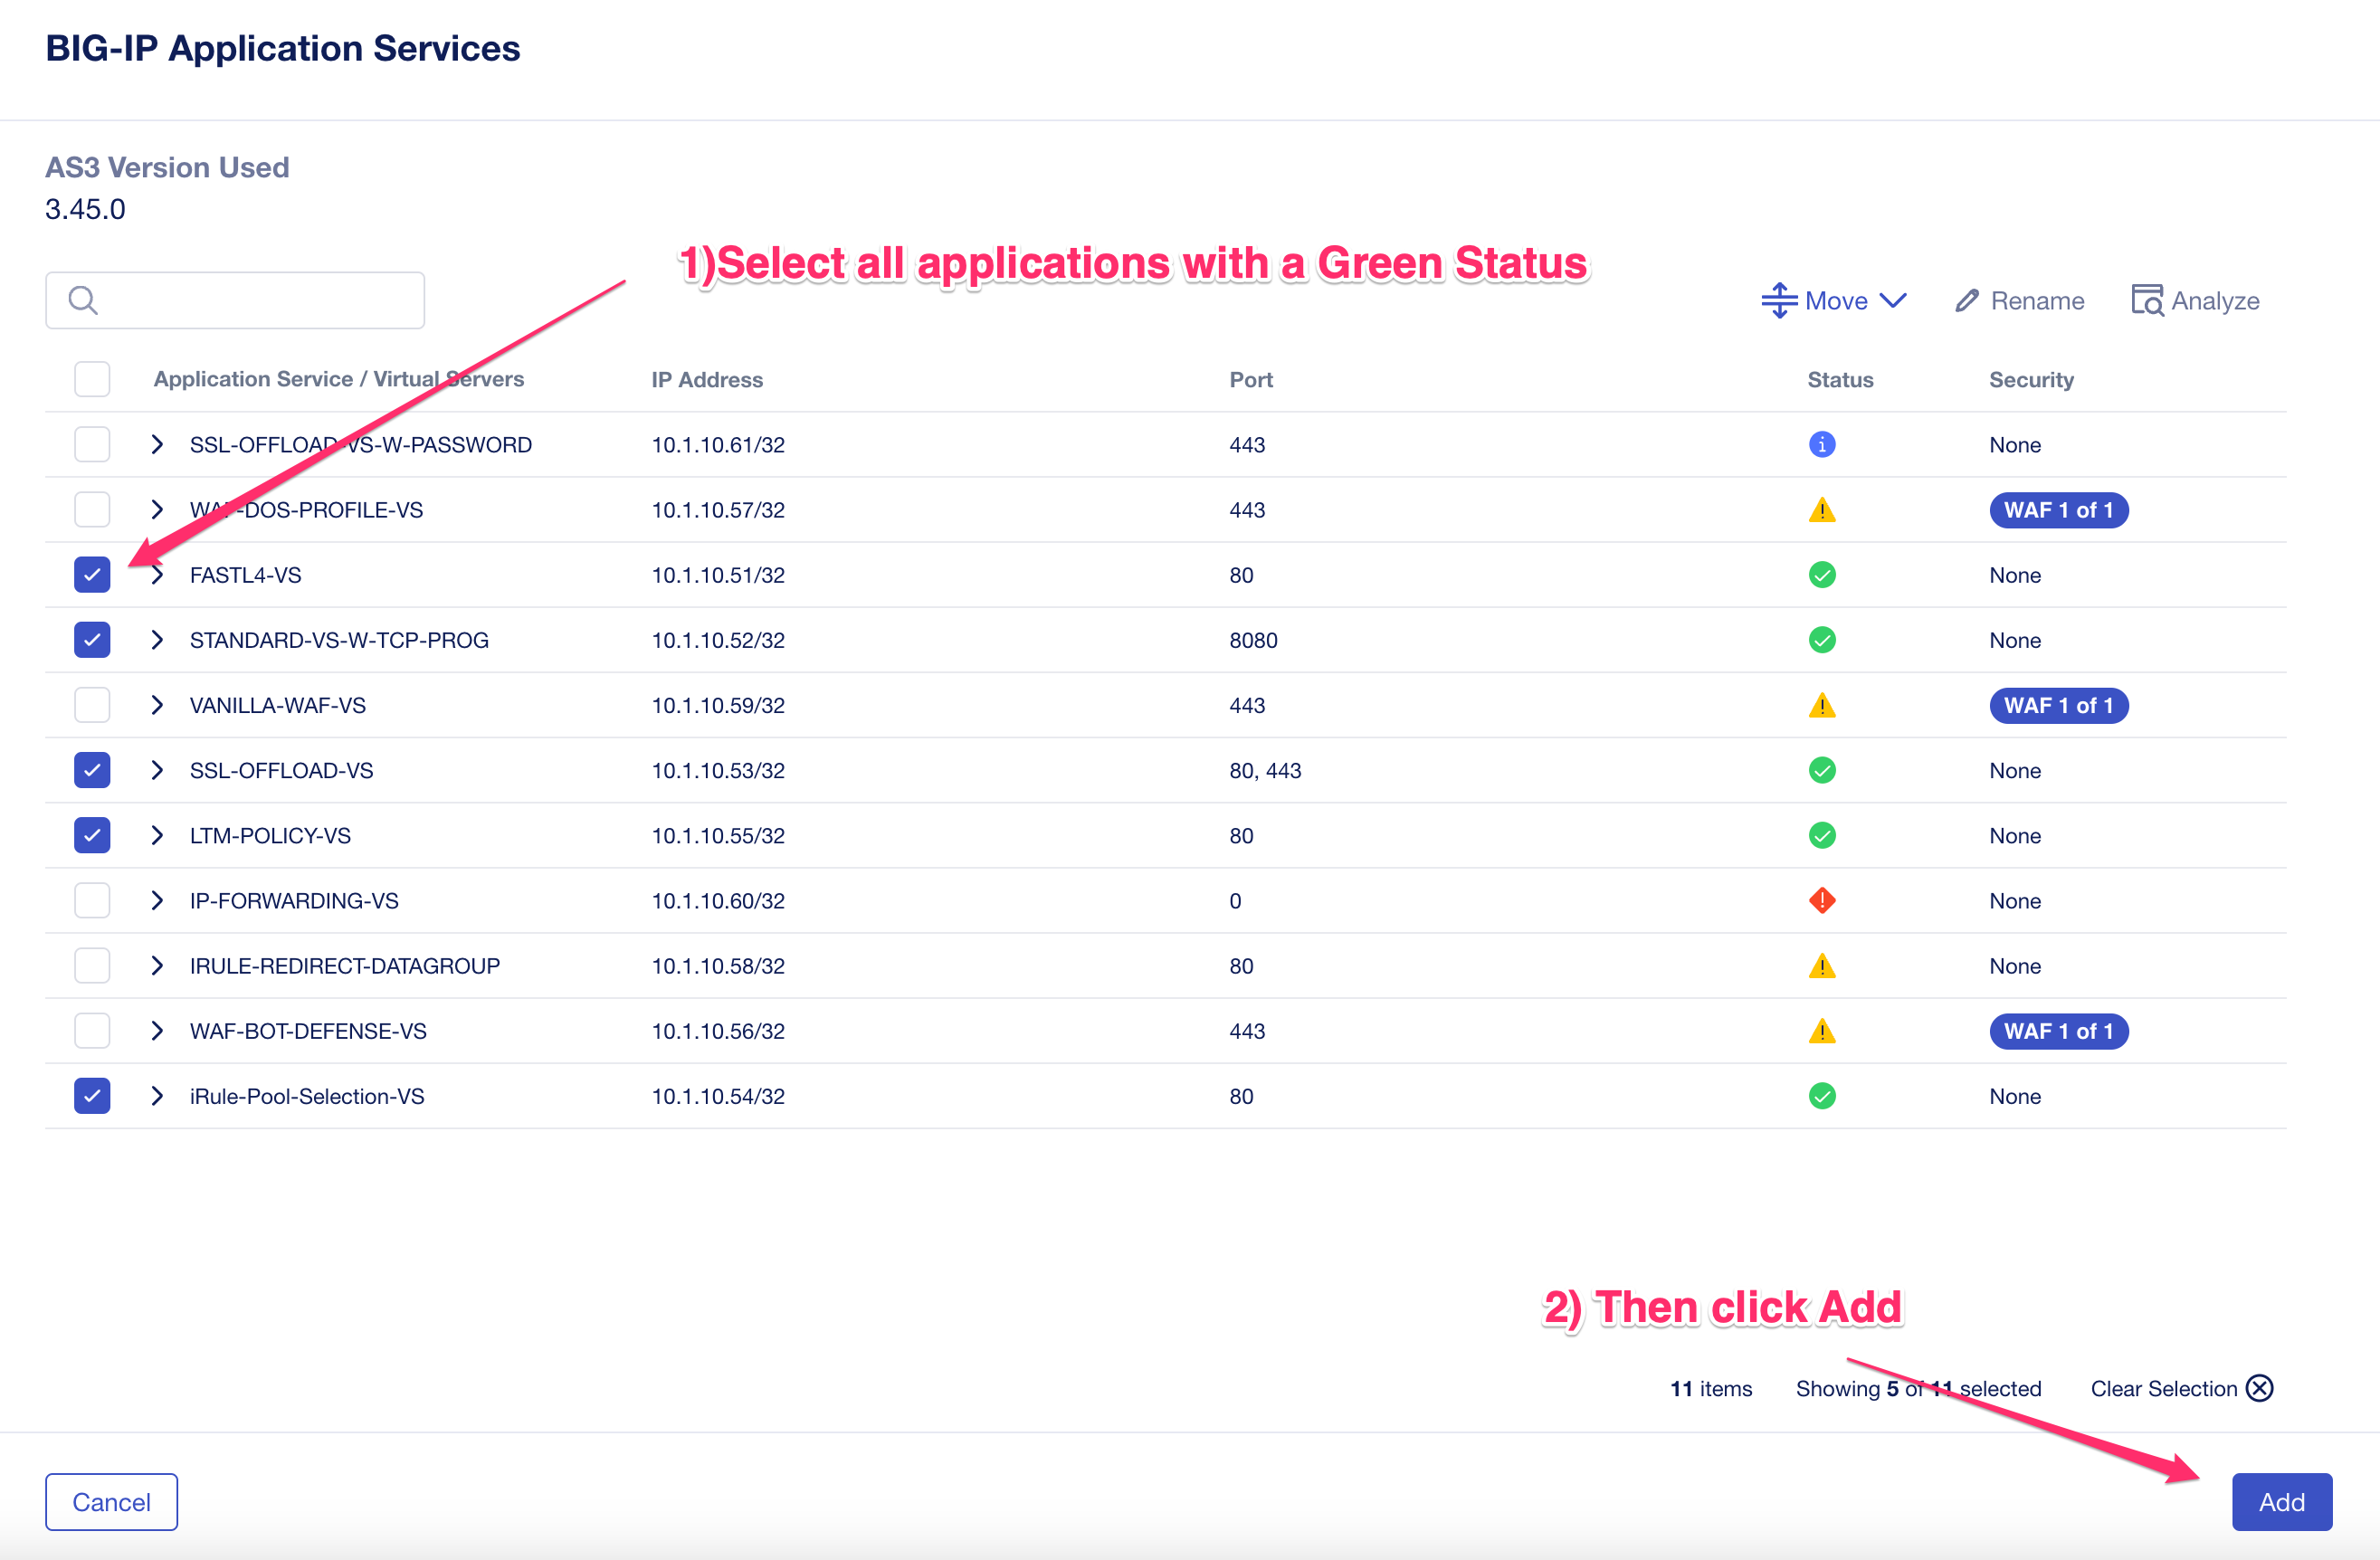 BIG-IP Application Services
AS3 Version Used
3.45.0
1)Select all applications with a Green Status
Move Rename Analyze
Application Service / Virtual Servers IP Address Port Status Security
SSL-OFFLOAD-VS-W-PASSWORD 10.1.10.61/32 443 None
WAF-DOS-PROFILE-VS 10.1.10.57/32 443 WAF 1 of 1
FASTL4-VS 10.1.10.51/32 80 None
STANDARD-VS-W-TCP-PROG 10.1.10.52/32 8080 None
VANILLA-WAF-VS 10.1.10.59/32 443 WAF 1 of 1
SSL-OFFLOAD-VS 10.1.10.53/32 80, 443 None
LTM-POLICY-VS 10.1.10.55/32 80 None
IP-FORWARDING-VS 10.1.10.60/32 0 None
IRULE-REDIRECT-DATAGROUP 10.1.10.58/32 80 None
WAF-BOT-DEFENSE-VS 10.1.10.56/32 443 WAF 1 of 1
iRule-Pool-Selection-VS 10.1.10.54/32 80 None
2) Then click Add
11 items Showing 5 of 11 selected Clear Selection
Cancel Add